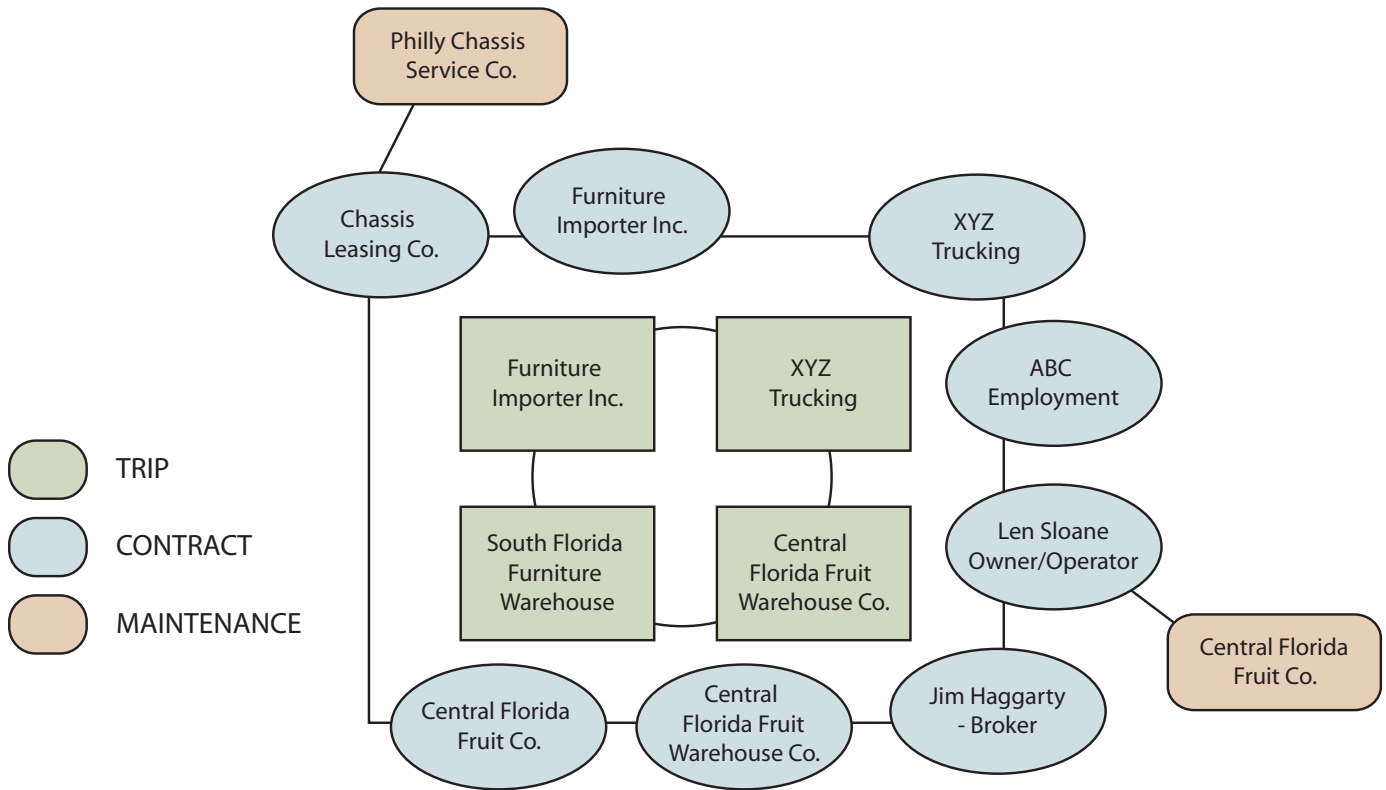 Philly Chassis
Service Co.
Furniture
Importer Inc.
Chassis
Leasing Co.
XYZ
Trucking
Furniture
Importer Inc.
XYZ
Trucking
ABC
Employment
TRIP
CONTRACT
MAINTENANCE
South Florida
Furniture
Warehouse
Central
Florida Fruit
Warehouse Co.
Len Sloane
Owner/Operator
Central Florida
Fruit Co.
Central Florida
Fruit Co.
Central
Florida Fruit
Warehouse Co.
Jim Haggarty
- Broker